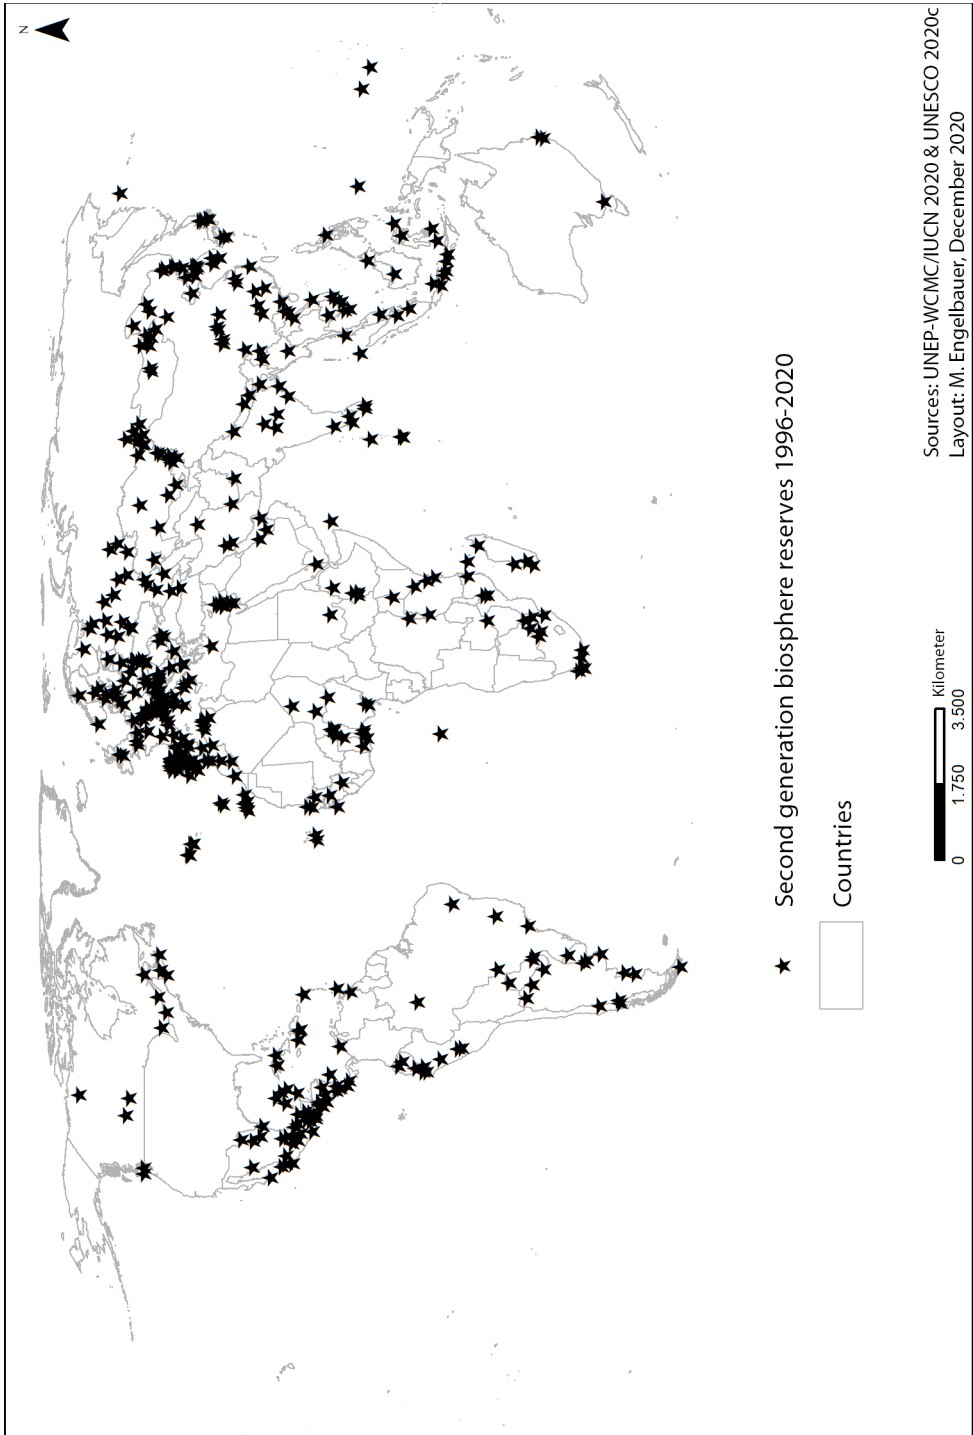 N
Second generation biosphere reserves 1996-2020
Countries
Kilometer
0 1.750 3.500
Sources: UNEP-WCMC/IUCN 2020 & UNESCO 2020c
Layout: M. Engelbauer, December 2020